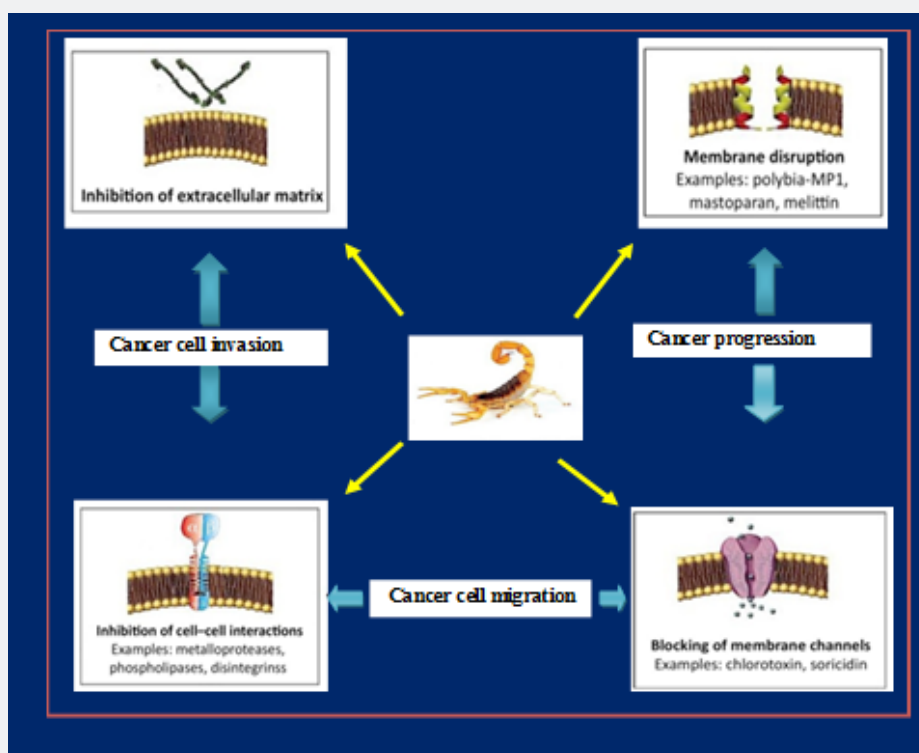 Inhibition of extracellular matrix
Membrane disruption
Examples: polybia-MP1,
mastoparan, melittin
Cancer cell invasion
Cancer progression
Cancer cell migration
Inhibition of cell–cell interactions
Examples: metalloproteases,
phospholipases, disintegrinss
Blocking of membrane channels
Examples: chlorotoxin, soricidin